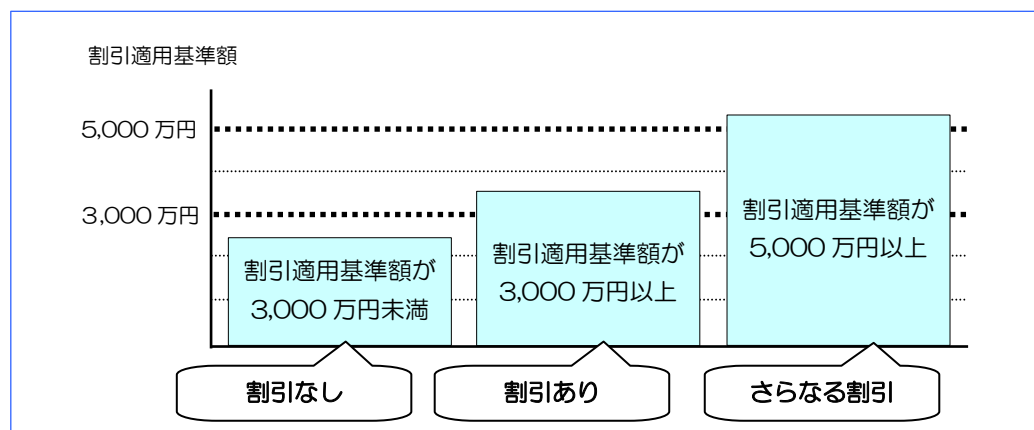 割引適用基準額
5,000 万円
3,000 万円
割引適用基準額が
3,000 万円未満
割引適用基準額が
3,000 万円以上
割引適用基準額が
5,000 万円以上
割引なし
割引あり
さらなる割引